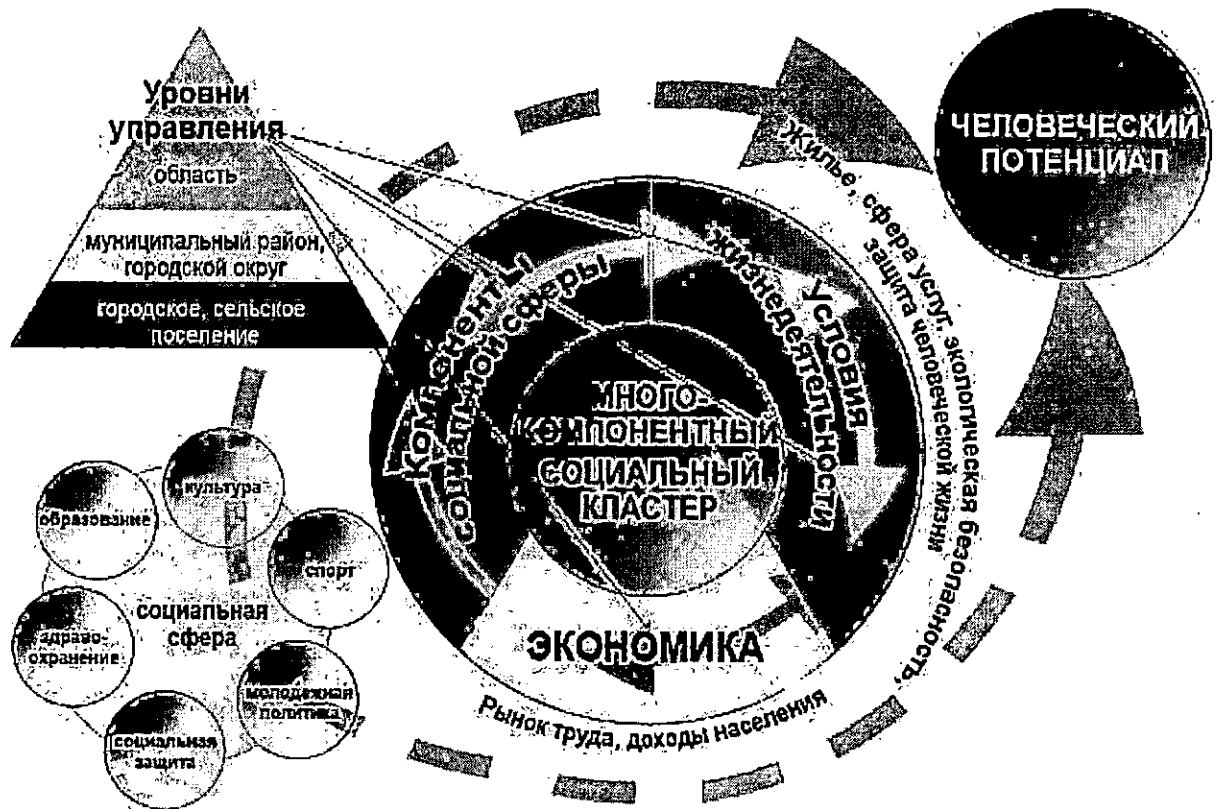 Уровни
управления
область
муниципальный район,
городской округ
городское, сельское
поселение
ЧЕЛОВЕЧЕСКИЙ
ПОТЕНЦИАЛ
Жилье, сфера услуг, экологическая безопасность,
защита человеческой жизни
Компоненты
социальной сферы
Условия
жизнедеятельности
МНОГО-
КОМПОНЕНТНЫЙ
СОЦИАЛЬНЫЙ
КЛАСТЕР
ЭКОНОМИКА
Рынок труда, доходы населения
культура
образование
спорт
социальная
сфера
здраво-
охранение
молодежная
политика
социальная
защита